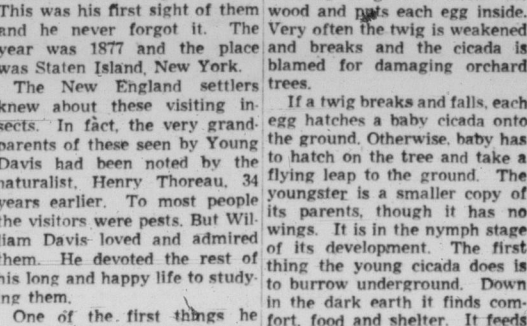 This was his first sight of them
and he never forgot it. The
year was 1877 and the place
was Staten Island, New York.
The New England settlers
knew about these visiting in-
sects. In fact, the very grand-
parents of these seen by Young
Davis had been noted by the
naturalist, Henry Thoreau, 34
years earlier. To most people
the visitors were pests. But Wil-
liam Davis loved and admired
them. He devoted the rest of
his long and happy life to study-
ing them.
One of the first things he
wood and puts each egg inside.
Very often the twig is weakened
and breaks and the cicada is
blamed for damaging orchard
trees.
If a twig breaks and falls, each
egg hatches a baby cicada onto
the ground. Otherwise, baby has
to hatch on the tree and take a
flying leap to the ground. The
youngster is a smaller copy of
its parents, though it has no
wings. It is in the nymph stage
of its development. The first
thing the young cicada does is
to burrow underground. Down
in the dark earth it finds com-
fort, food and shelter. It feeds